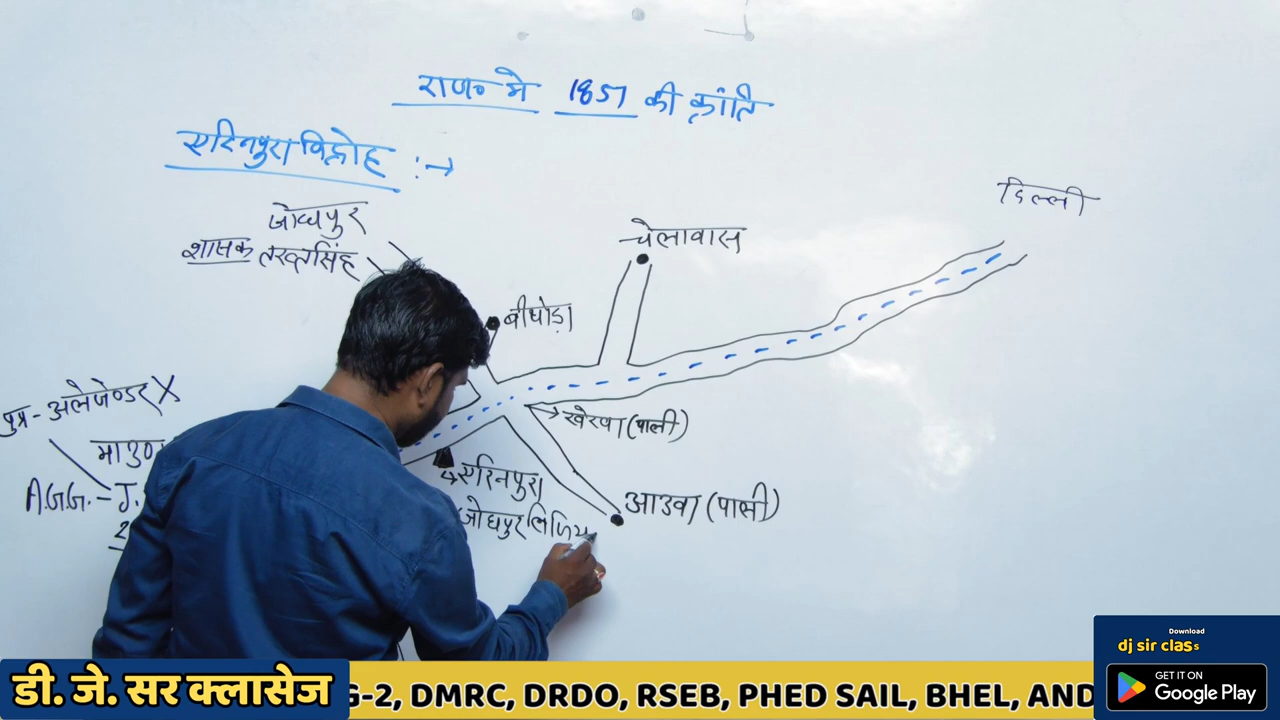 राज० मे 1857 की क्रांति
एरिनपुरा विद्रोह :→
दिल्ली
जोधपुर
शासक तख्तसिंह
चेलावास
बीथोड़ा
पुत्र - अलेजेण्डर X
→ खेरवा (पाली)
माउण
A.G.G. - J.
2
→ एरिनपुरा
आउवा (पाली)
जोधपुर लिजिय
Download
dj sir class
GET IT ON
Google Play
डी. जे. सर क्लासेज
G-2, DMRC, DRDO, RSEB, PHED SAIL, BHEL, AND